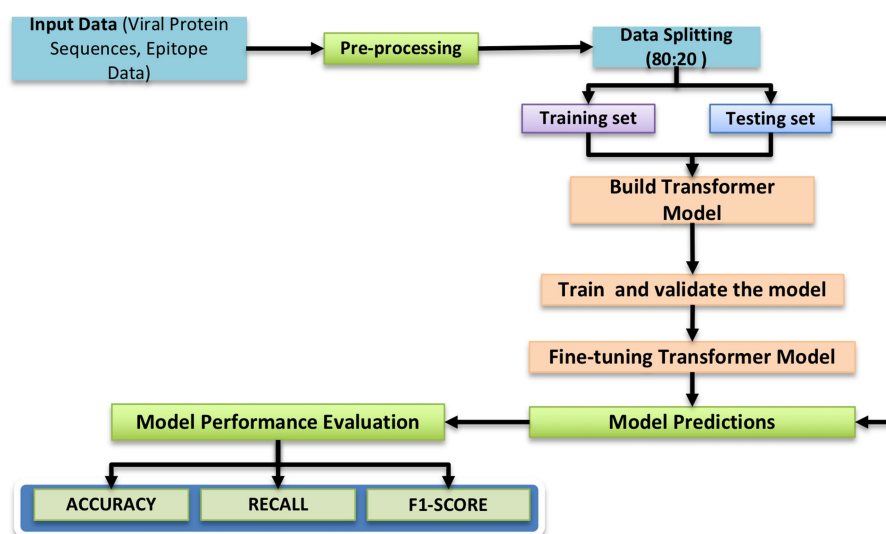 Input Data (Viral Protein
Sequences, Epitope
Data)
Pre-processing
Data Splitting
(80:20 )
Training set
Testing set
Build Transformer
Model
Train  and validate the model
Fine-tuning Transformer Model
Model Performance Evaluation
Model Predictions
ACCURACY
RECALL
F1-SCORE